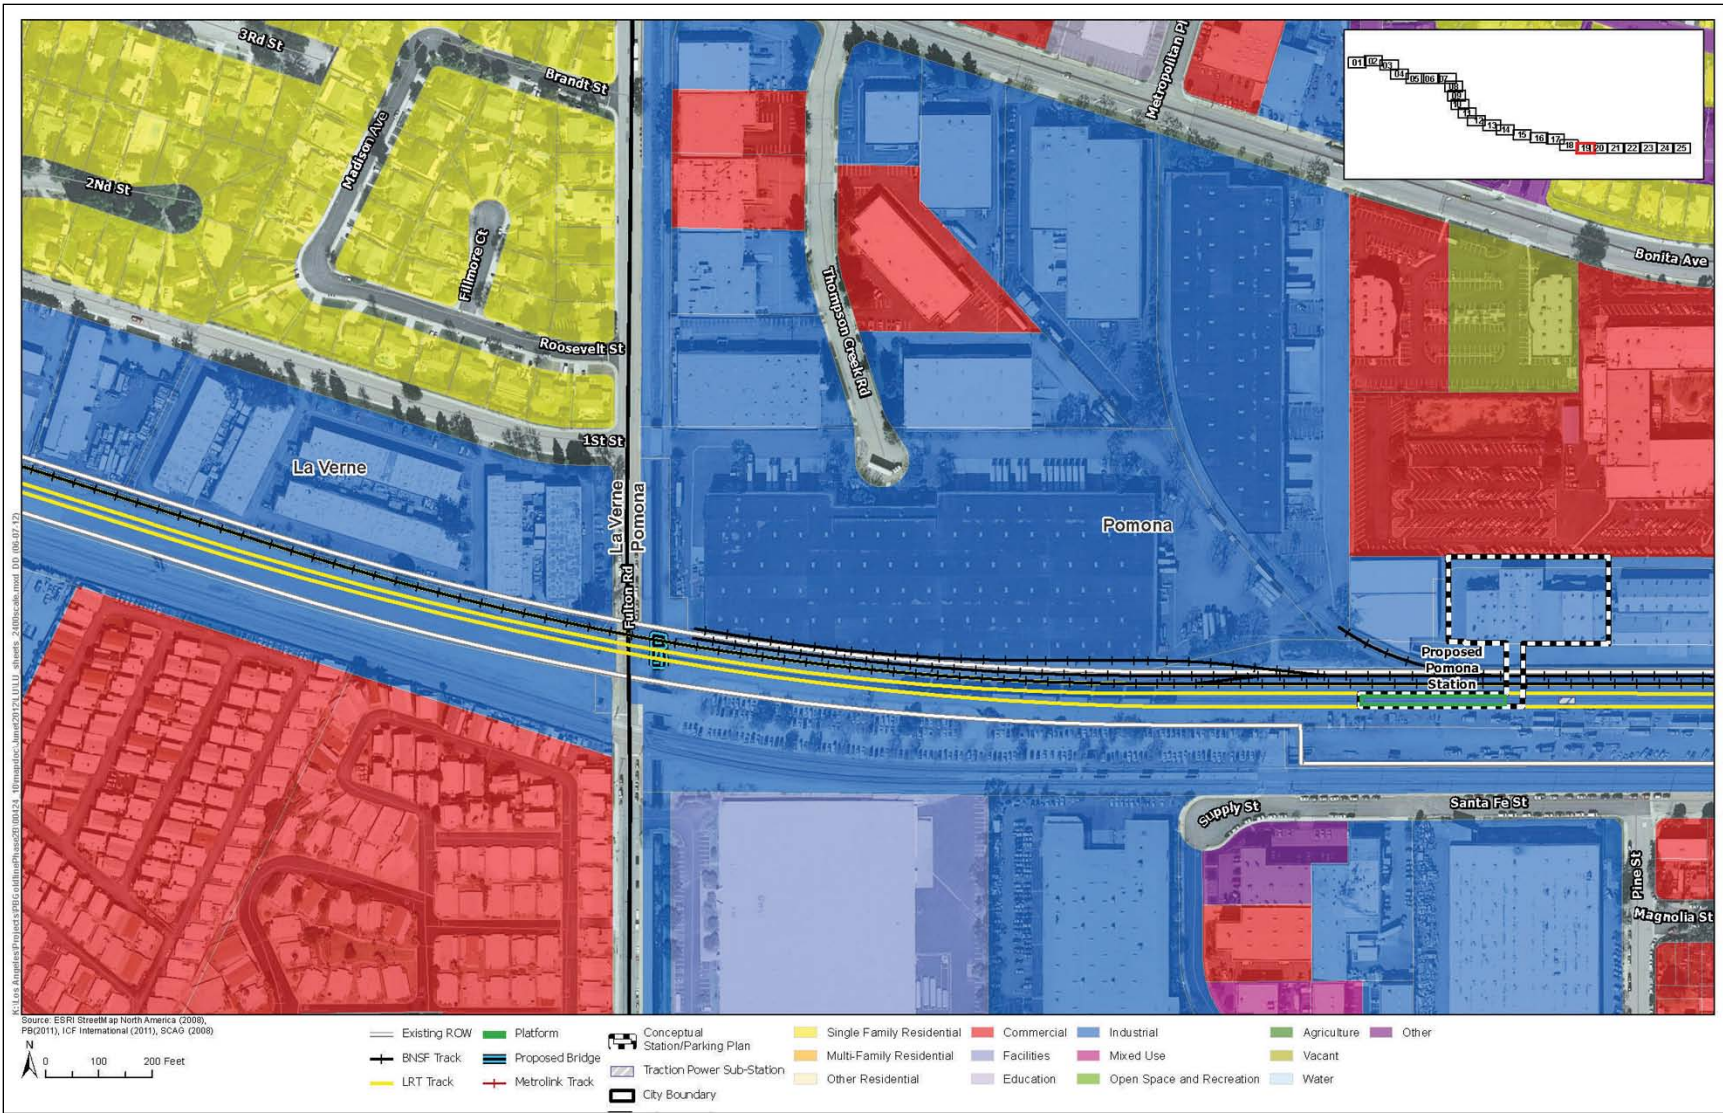 3Rd St
Brandt St
Madison Ave
2Nd St
Fillmore Ct
Roosevelt St
1St St
Metropolitan Pl
01 02 03 04 05 06 07 08 09 10 11 12 13 14 15 16 17 18 19 20 21 22 23 24 25
Bonita Ave
Thompson Creek Rd
La Verne
La Verne
Pomona
Pomona
Fulton Rd
Proposed
Pomona
Station
Supply St
Santa Fe St
Pine St
Magnolia St
Source: ESRI StreetMap North America (2008),
PB(2011), ICF International (2011), SCAG (2008)
N
0 100 200 Feet
Existing ROW
BNSF Track
LRT Track
Platform
Proposed Bridge
Metrolink Track
Conceptual
Station/Parking Plan
Traction Power Sub-Station
City Boundary
Single Family Residential
Multi-Family Residential
Other Residential
Commercial
Facilities
Education
Industrial
Mixed Use
Open Space and Recreation
Agriculture
Vacant
Water
Other